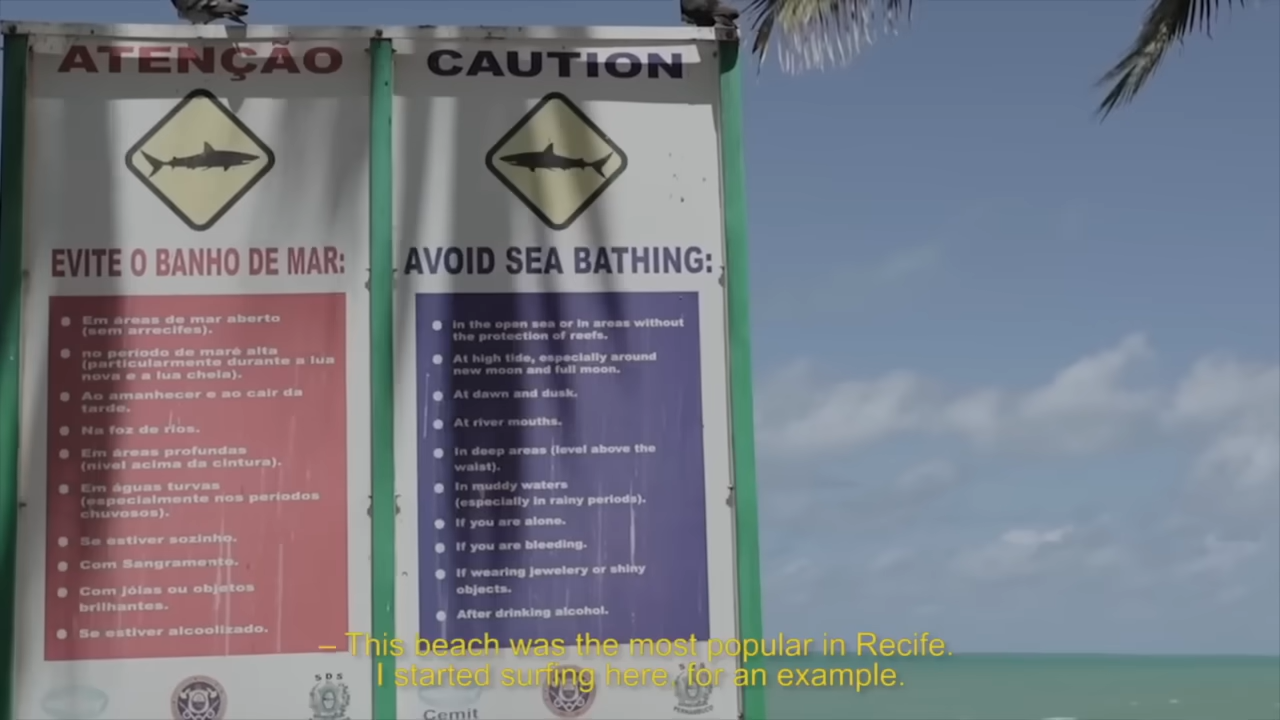 ATENÇÃO
EVITE O BANHO DE MAR:
Em áreas de mar aberto
(sem arrecifes).
no período de maré alta
(particularmente durante a lua
nova e a lua cheia).
Ao amanhecer e ao cair da
tarde.
Na foz de rios.
Em áreas profundas
(nível acima da cintura).
Em águas turvas
(especialmente nos períodos
chuvosos).
Se estiver sozinho.
Com Sangramento.
Com jóias ou objetos
brilhantes.
Se estiver alcoolizado.
SDS
CAUTION
AVOID SEA BATHING:
in the open sea or in areas without
the protection of reefs.
At high tide, especially around
new moon and full moon.
At dawn and dusk.
At river mouths.
In deep areas (level above the
waist).
In muddy waters
(especially in rainy periods).
If you are alone.
If you are bleeding.
If wearing jewelery or shiny
objects.
After drinking alcohol.
Cemit
PERNAMBUCO
– This beach was the most popular in Recife.
I started surfing here, for an example.